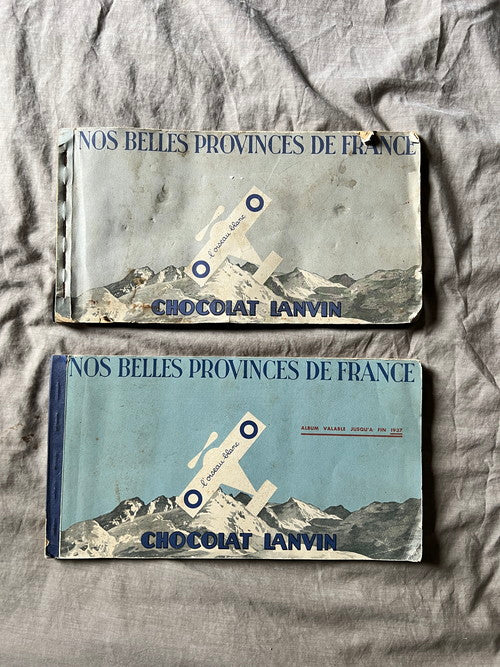 NOS BELLES PROVINCES DE FRANCE
l'oiseau blanc
CHOCOLAT LANVIN
NOS BELLES PROVINCES DE FRANCE
ALBUM VALABLE JUSQU'A FIN 1937
l'oiseau blanc
CHOCOLAT LANVIN